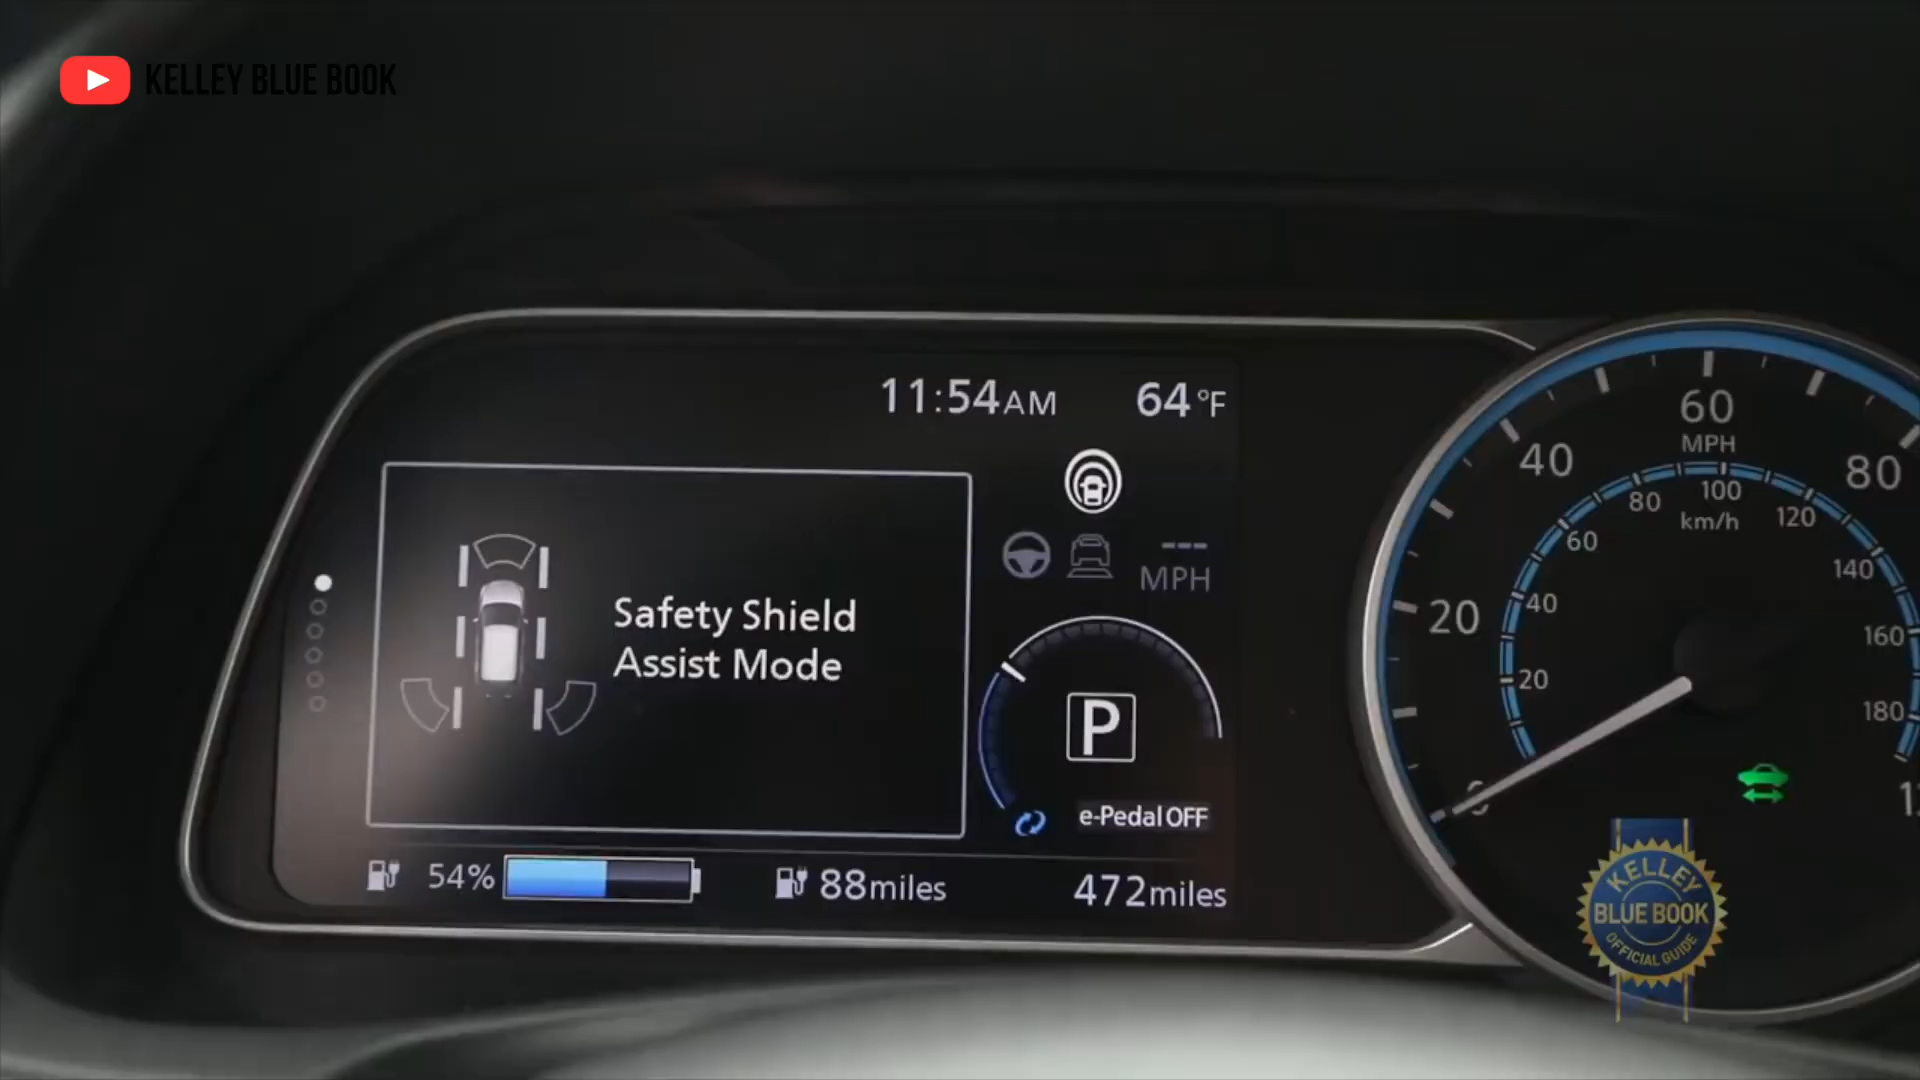 KELLEY BLUE BOOK
11:54AM 64°F
--- MPH
Safety Shield
Assist Mode
P
e-Pedal OFF
54% 88miles 472miles
0 20 40 60 80
MPH
20 40 60 80 100 120 140 160 180
km/h
KELLEY
BLUE BOOK
OFFICIAL GUIDE